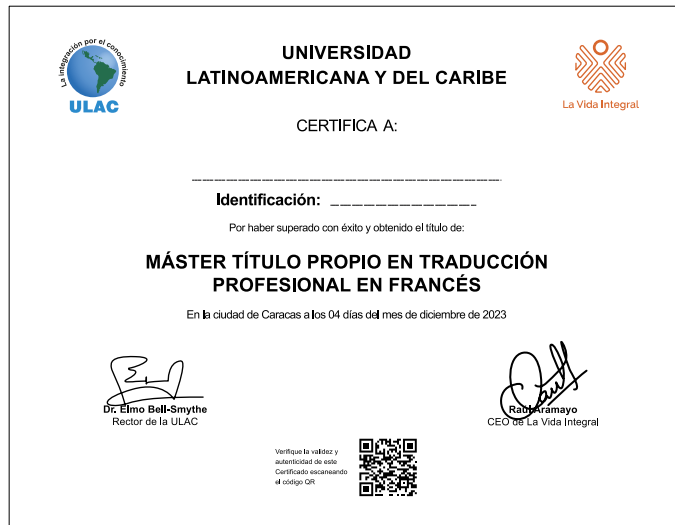 La integración por el conocimiento
ULAC
UNIVERSIDAD
LATINOAMERICANA Y DEL CARIBE
La Vida Integral
CERTIFICA A:
Identificación:
Por haber superado con éxito y obtenido el título de:
MÁSTER TÍTULO PROPIO EN TRADUCCIÓN
PROFESIONAL EN FRANCÉS
En la ciudad de Caracas a los 04 días del mes de diciembre de 2023
Dr. Elmo Bell-Smythe
Rector de la ULAC
Raúl Aramayo
CEO de La Vida Integral
Verifique la validez y
autenticidad de este
Certificado escaneando
el código QR